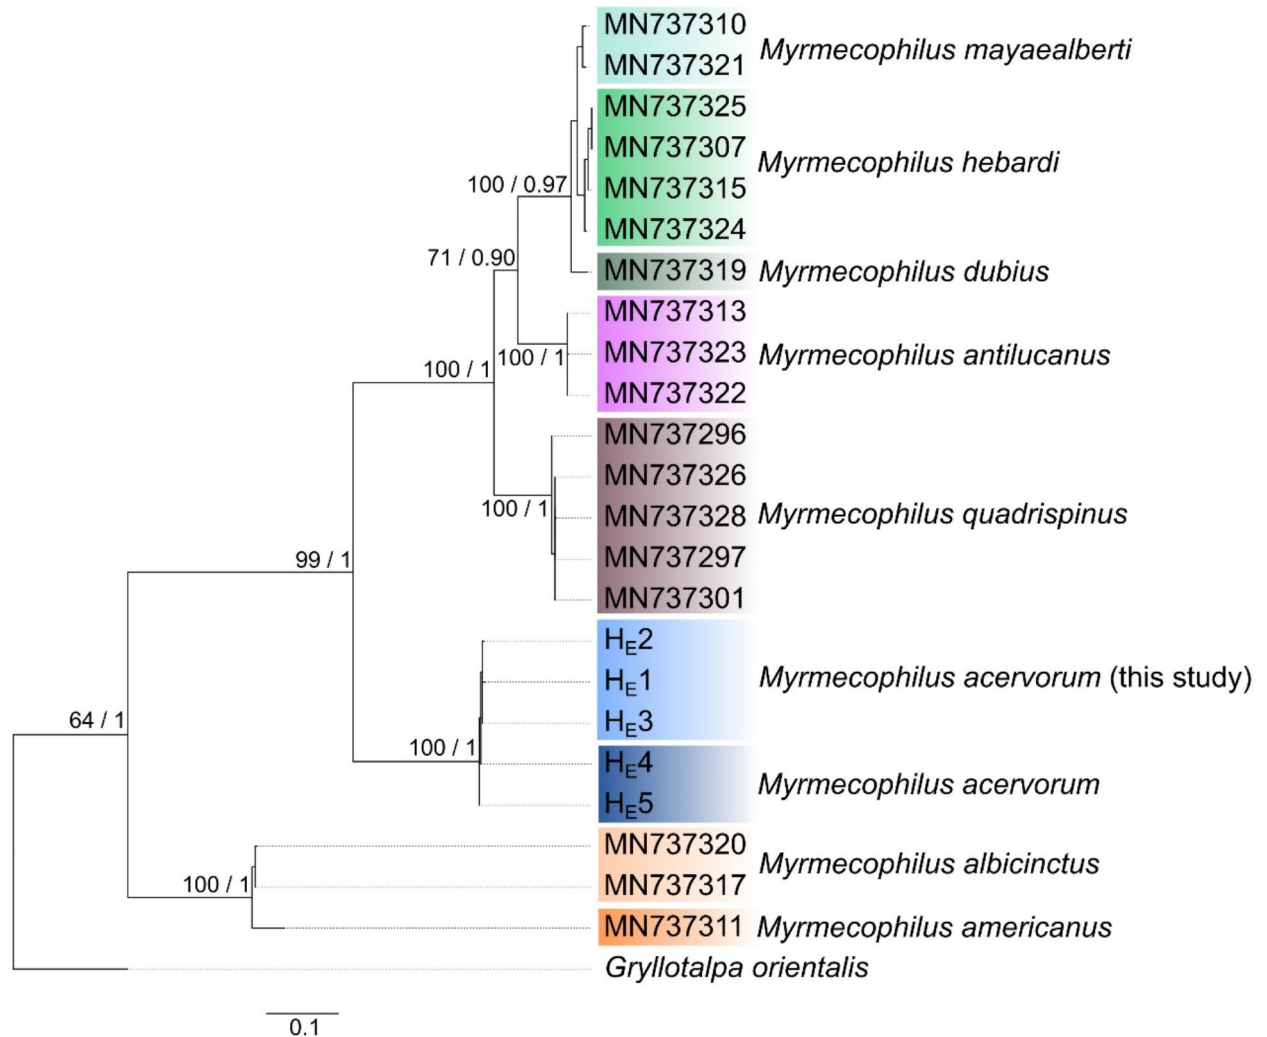 MN737310
Myrmecophilus mayaealberti
MN737321
MN737325
MN737307
Myrmecophilus hebardi
100 / 0.97
MN737315
MN737324
71 / 0.90
MN737319
Myrmecophilus dubius
MN737313
100 / 1
MN737323
Myrmecophilus antilucanus
100 / 1
MN737322
MN737296
MN737326
100 / 1
MN737328
Myrmecophilus quadrispinus
99 / 1
MN737297
MN737301
HE2
HE1
Myrmecophilus acervorum (this study)
64 / 1
HE3
100 / 1
HE4
Myrmecophilus acervorum
HE5
MN737320
Myrmecophilus albicinctus
100 / 1
MN737317
MN737311
Myrmecophilus americanus
Gryllotalpa orientalis
0.1